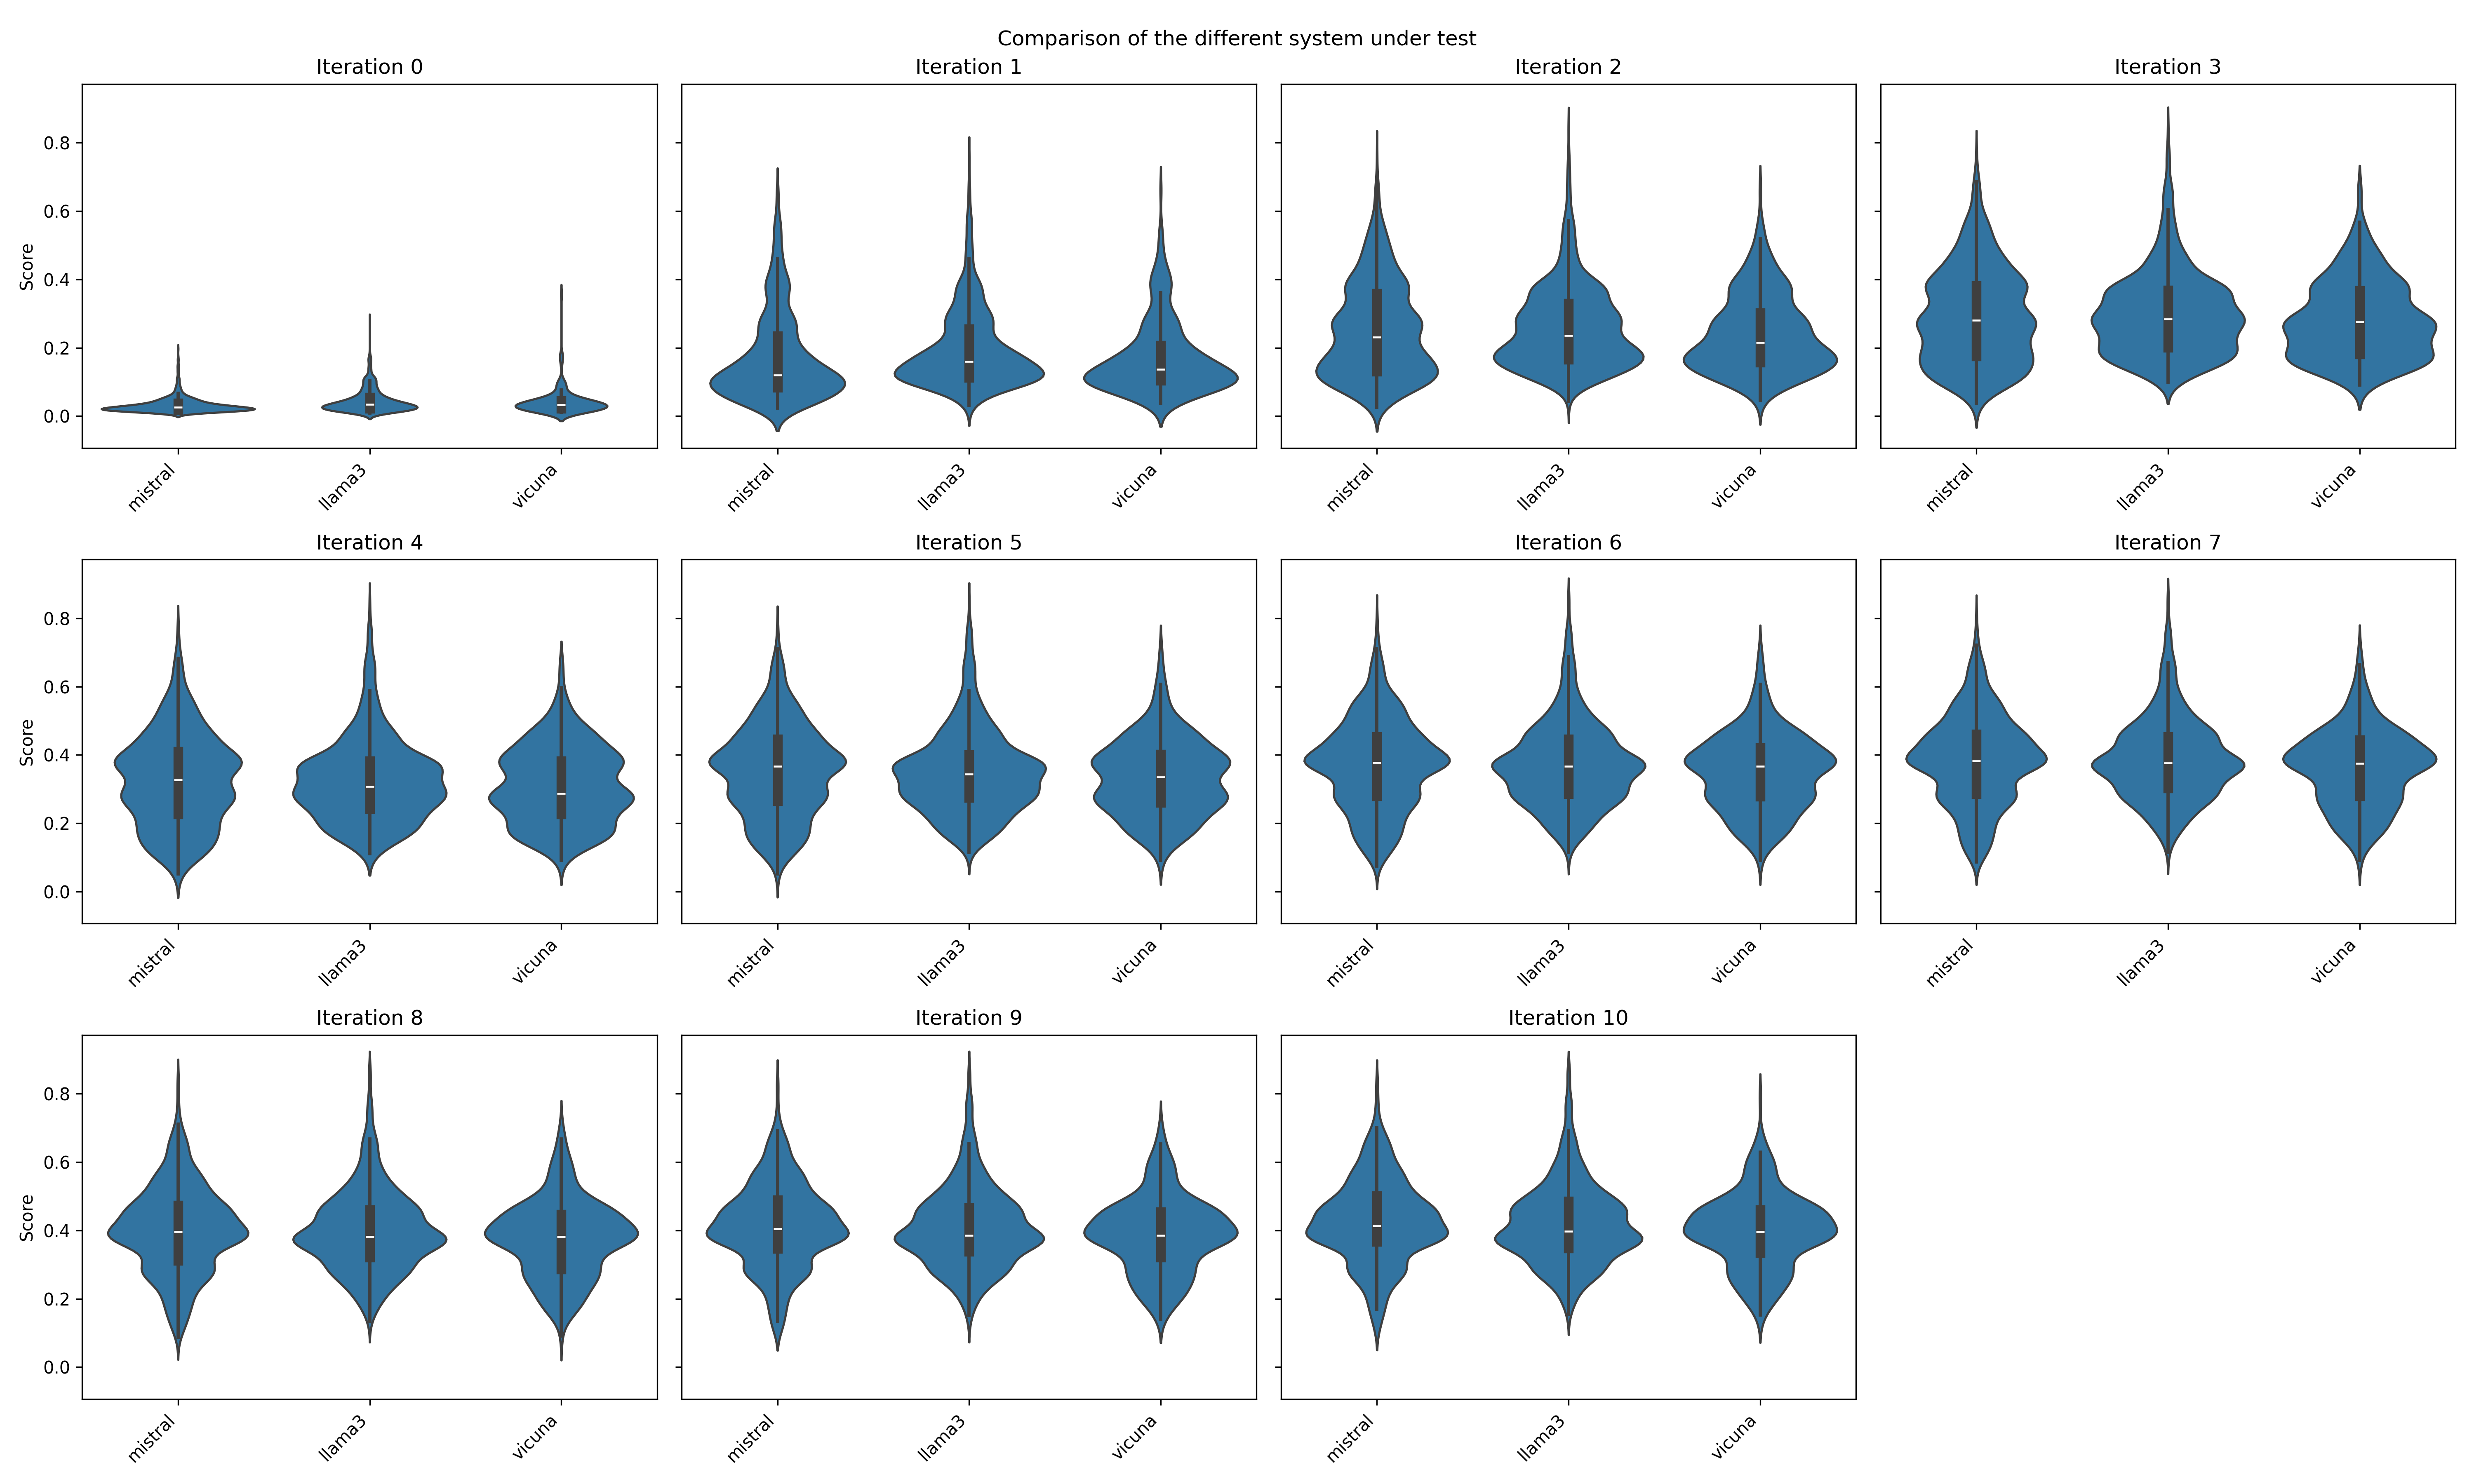 Comparison of the different system under test
Iteration 0
Iteration 1
Iteration 2
Iteration 3
Score
0.8
0.6
0.4
0.2
0.0
mistral
llama3
vicuna
mistral
llama3
vicuna
mistral
llama3
vicuna
mistral
llama3
vicuna
Iteration 4
Iteration 5
Iteration 6
Iteration 7
Score
0.8
0.6
0.4
0.2
0.0
mistral
llama3
vicuna
mistral
llama3
vicuna
mistral
llama3
vicuna
mistral
llama3
vicuna
Iteration 8
Iteration 9
Iteration 10
Score
0.8
0.6
0.4
0.2
0.0
mistral
llama3
vicuna
mistral
llama3
vicuna
mistral
llama3
vicuna